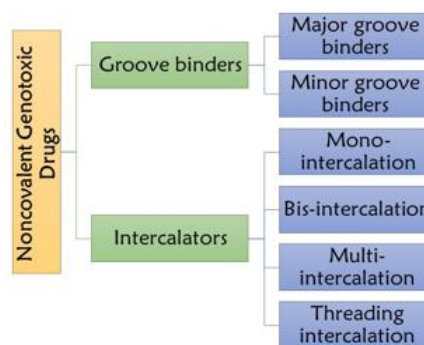 Noncovalent Genotoxic
Drugs
Groove binders
Major groove
binders
Minor groove
binders
Intercalators
Mono-
intercalation
Bis-intercalation
Multi-
intercalation
Threading
intercalation